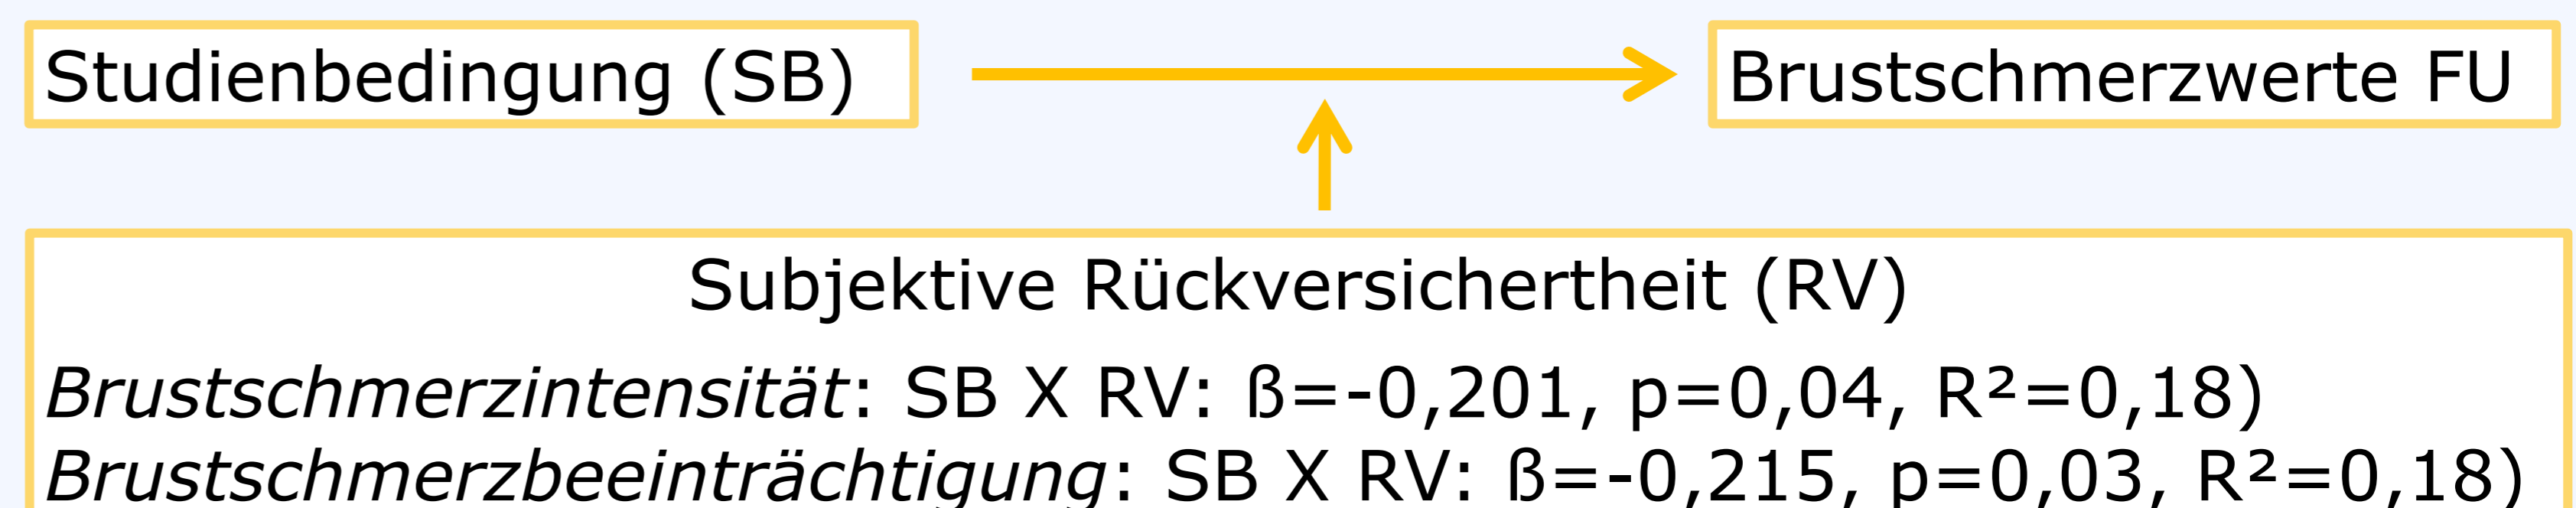 Studienbedingung (SB)
Brustschmerzwerte FU
Subjektive Rückversichertheit (RV)
Brustschmerzintensität: SB X RV: ß=-0,201, p=0,04, R²=0,18)
Brustschmerzbeeinträchtigung: SB X RV: ß=-0,215, p=0,03, R²=0,18)